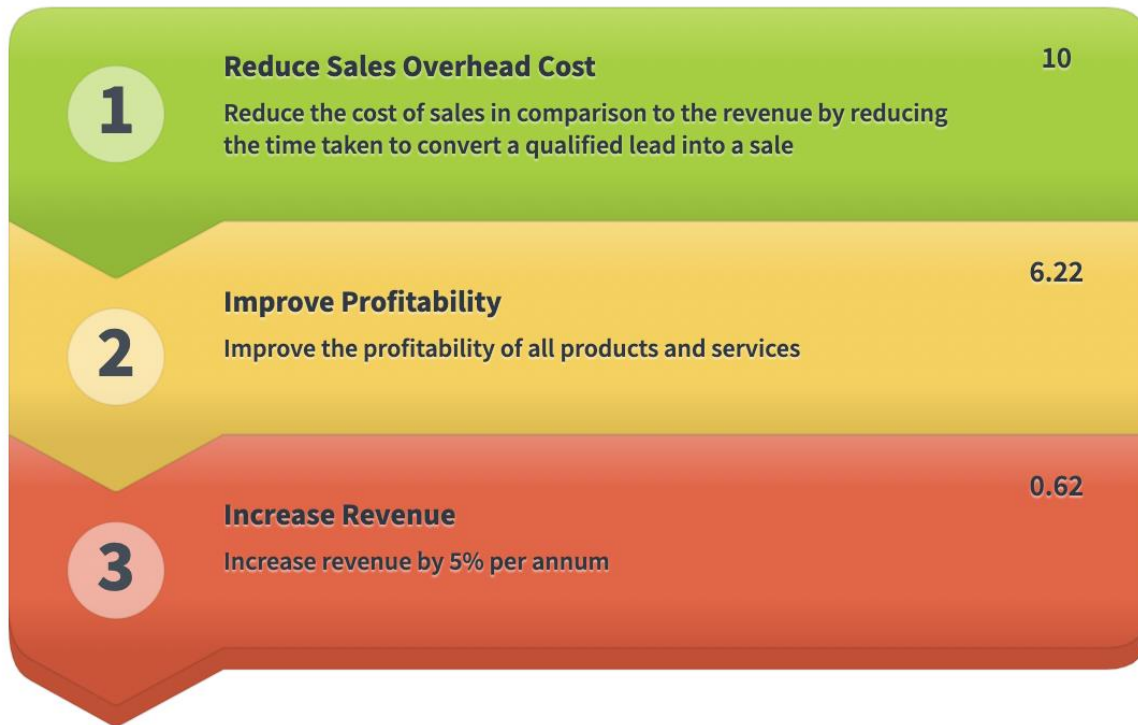 1
Reduce Sales Overhead Cost
10
Reduce the cost of sales in comparison to the revenue by reducing
the time taken to convert a qualified lead into a sale
2
Improve Profitability
6.22
Improve the profitability of all products and services
3
Increase Revenue
0.62
Increase revenue by 5% per annum